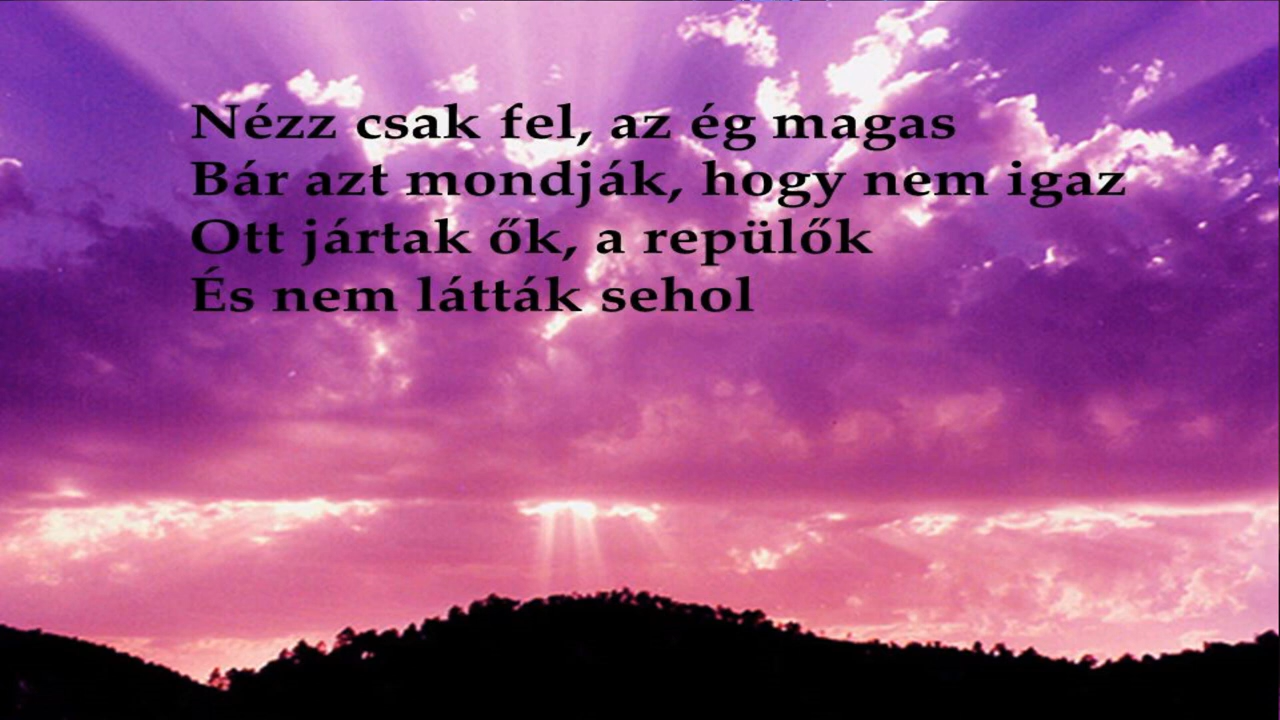 Nézz csak fel, az ég magas
Bár azt mondják, hogy nem igaz
Ott jártak ők, a repülők
És nem látták sehol